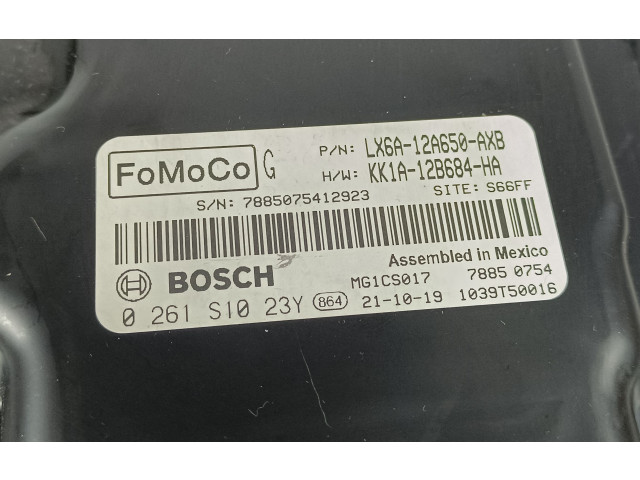 FoMoCo G P/N: LX6A-12A650-AXB
H/W: KK1A-12B684-HA
S/N: 7885075412923 SITE: S66FF
Assembled in Mexico
BOSCH MG1CS017 7885 0754
0 261 S10 23Y 864 21-10-19 1039T50016